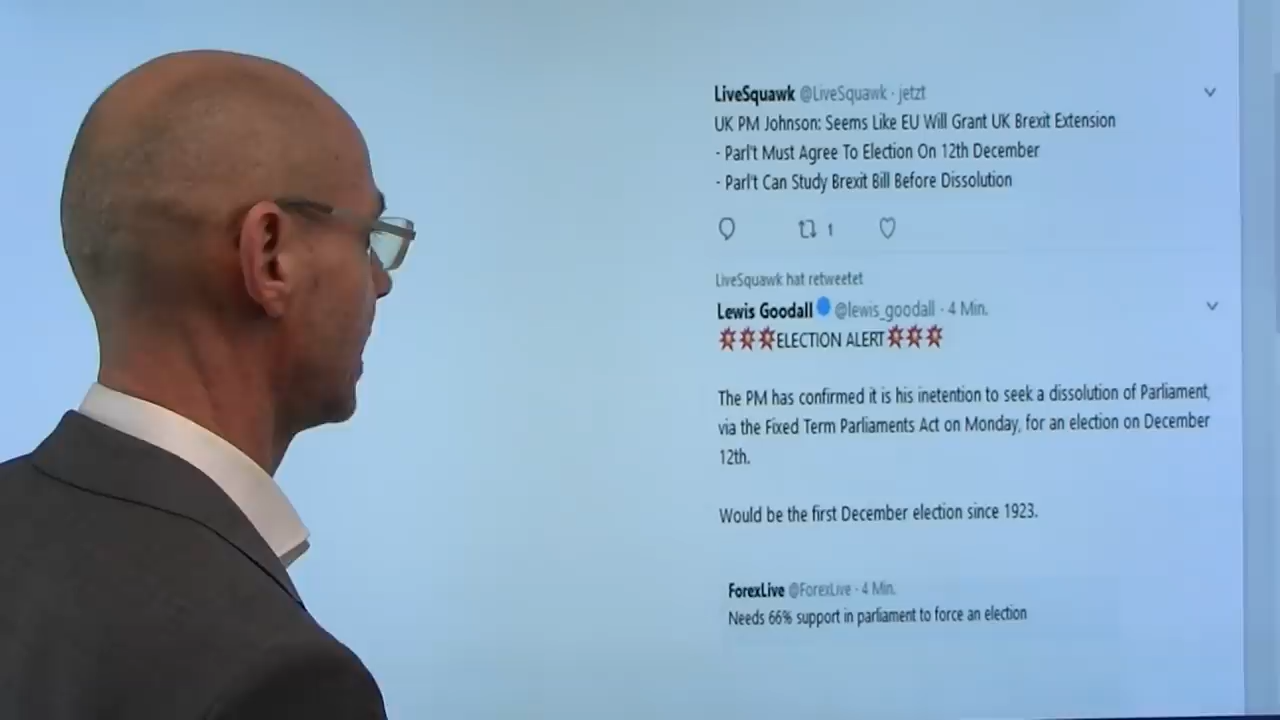 LiveSquawk @LiveSquawk · jetzt
UK PM Johnson: Seems Like EU Will Grant UK Brexit Extension
- Parl't Must Agree To Election On 12th December
- Parl't Can Study Brexit Bill Before Dissolution
1
LiveSquawk hat retweetet
Lewis Goodall @lewis_goodall · 4 Min.
💥💥💥ELECTION ALERT💥💥💥
The PM has confirmed it is his inetention to seek a dissolution of Parliament,
via the Fixed Term Parliaments Act on Monday, for an election on December
12th.
Would be the first December election since 1923.
ForexLive @ForexLive · 4 Min.
Needs 66% support in parliament to force an election